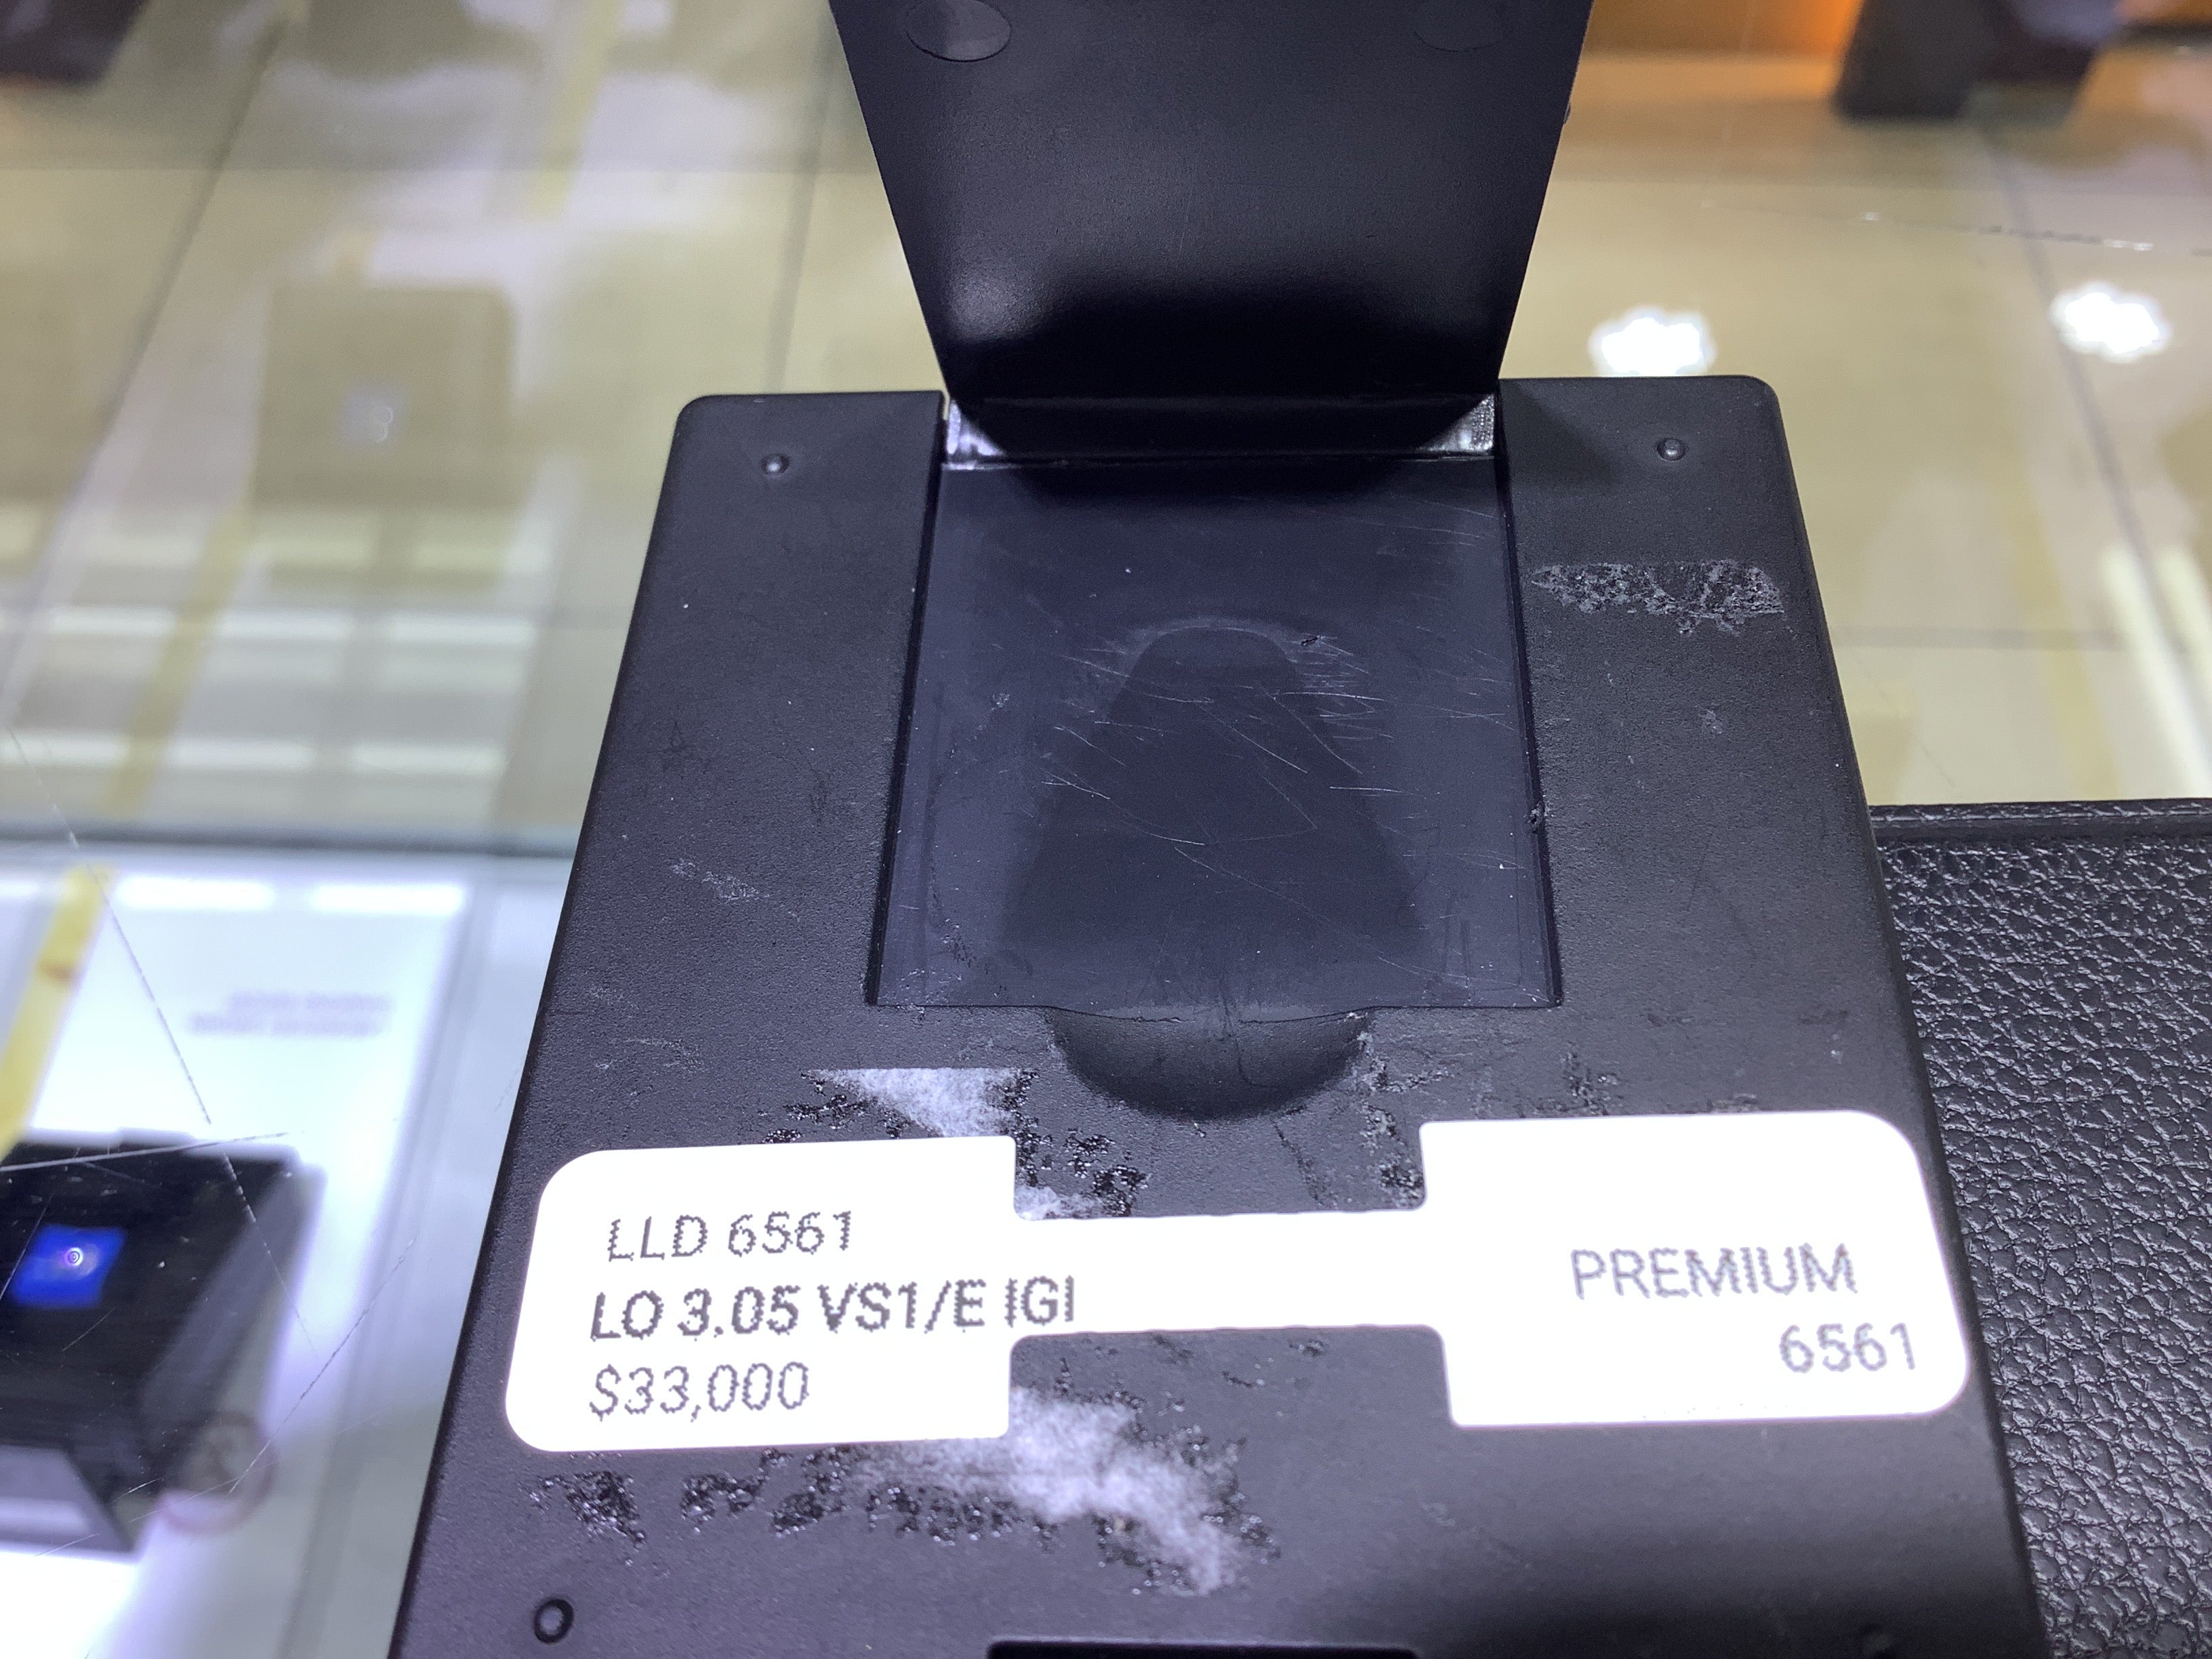 LLD 6561
LO 3.05 VS1/E IGI
$33,000
PREMIUM
6561